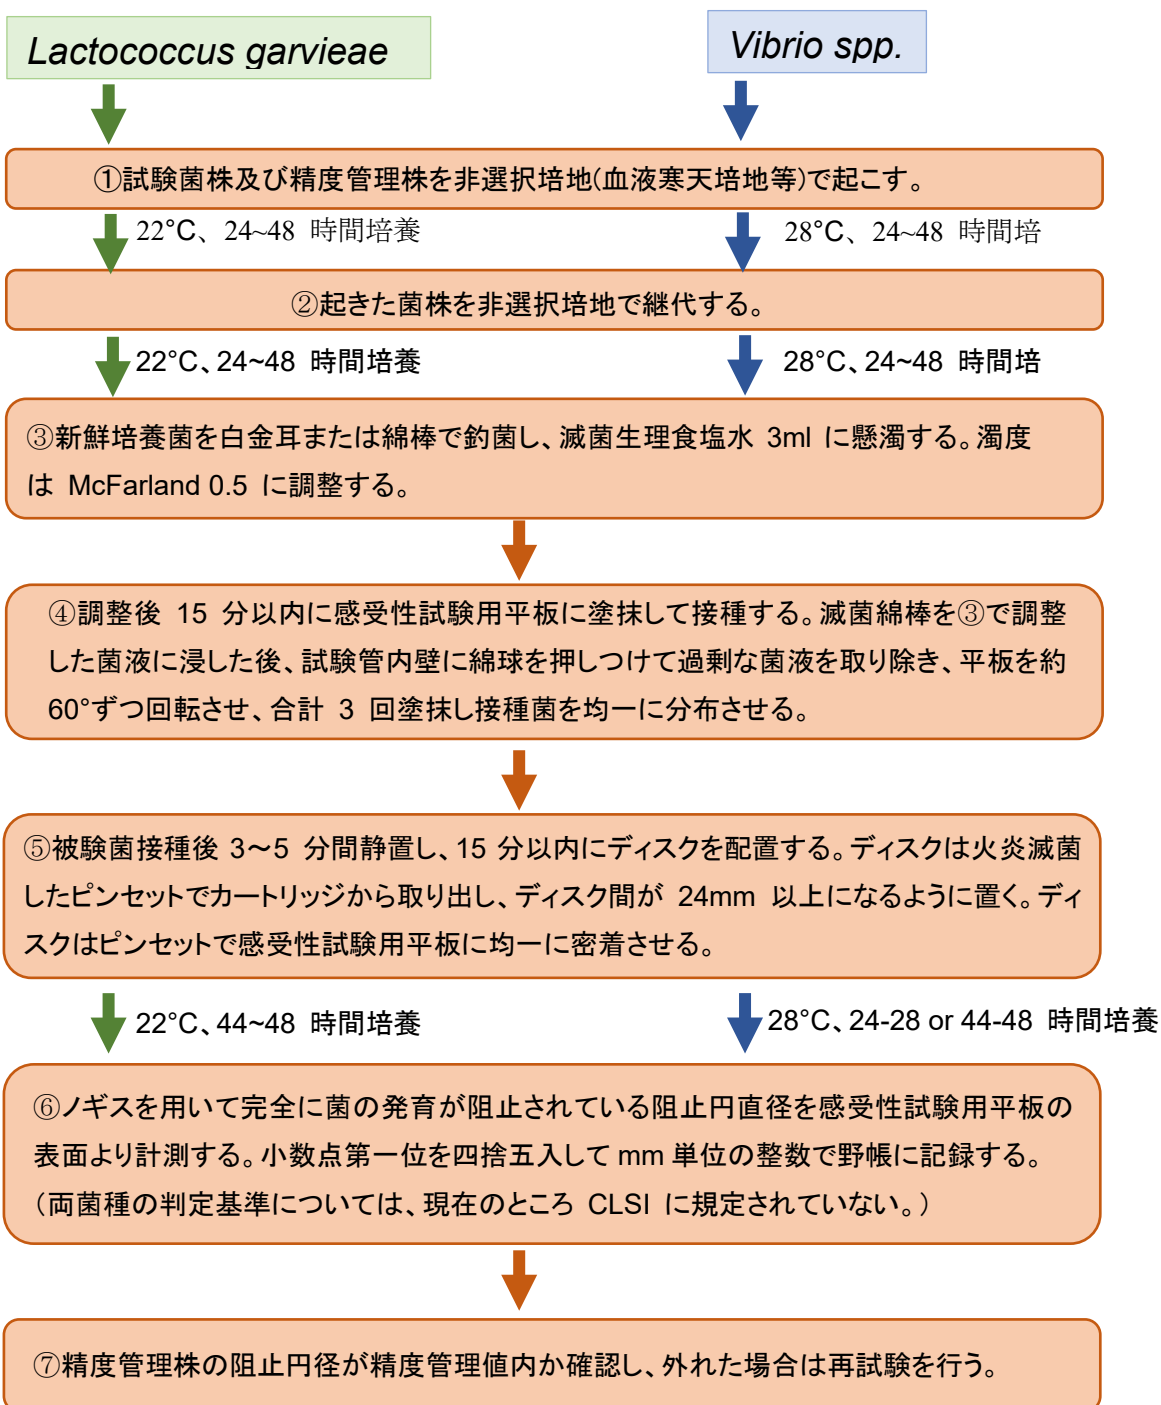 Lactococcus garvieae
Vibrio spp.
①試験菌株及び精度管理株を非選択培地(血液寒天培地等)で起こす。
22°C、24~48 時間培養
28°C、24~48 時間培
②起きた菌株を非選択培地で継代する。
22°C、24~48 時間培養
28°C、24~48 時間培
③新鮮培養菌を白金耳または綿棒で釣菌し、滅菌生理食塩水 3ml に懸濁する。濁度
は McFarland 0.5 に調整する。
④調整後 15 分以内に感受性試験用平板に塗抹して接種する。滅菌綿棒を③で調整
した菌液に浸した後、試験管内壁に綿球を押しつけて過剰な菌液を取り除き、平板を約
60°ずつ回転させ、合計 3 回塗抹し接種菌を均一に分布させる。
⑤被験菌接種後 3～5 分間静置し、15 分以内にディスクを配置する。ディスクは火炎滅菌
したピンセットでカートリッジから取り出し、ディスク間が 24mm 以上になるように置く。ディ
スクはピンセットで感受性試験用平板に均一に密着させる。
22°C、44~48 時間培養
28°C、24-28 or 44-48 時間培養
⑥ノギスを用いて完全に菌の発育が阻止されている阻止円直径を感受性試験用平板の
表面より計測する。小数点第一位を四捨五入して mm 単位の整数で野帳に記録する。
（両菌種の判定基準については、現在のところ CLSI に規定されていない。）
⑦精度管理株の阻止円径が精度管理値内か確認し、外れた場合は再試験を行う。